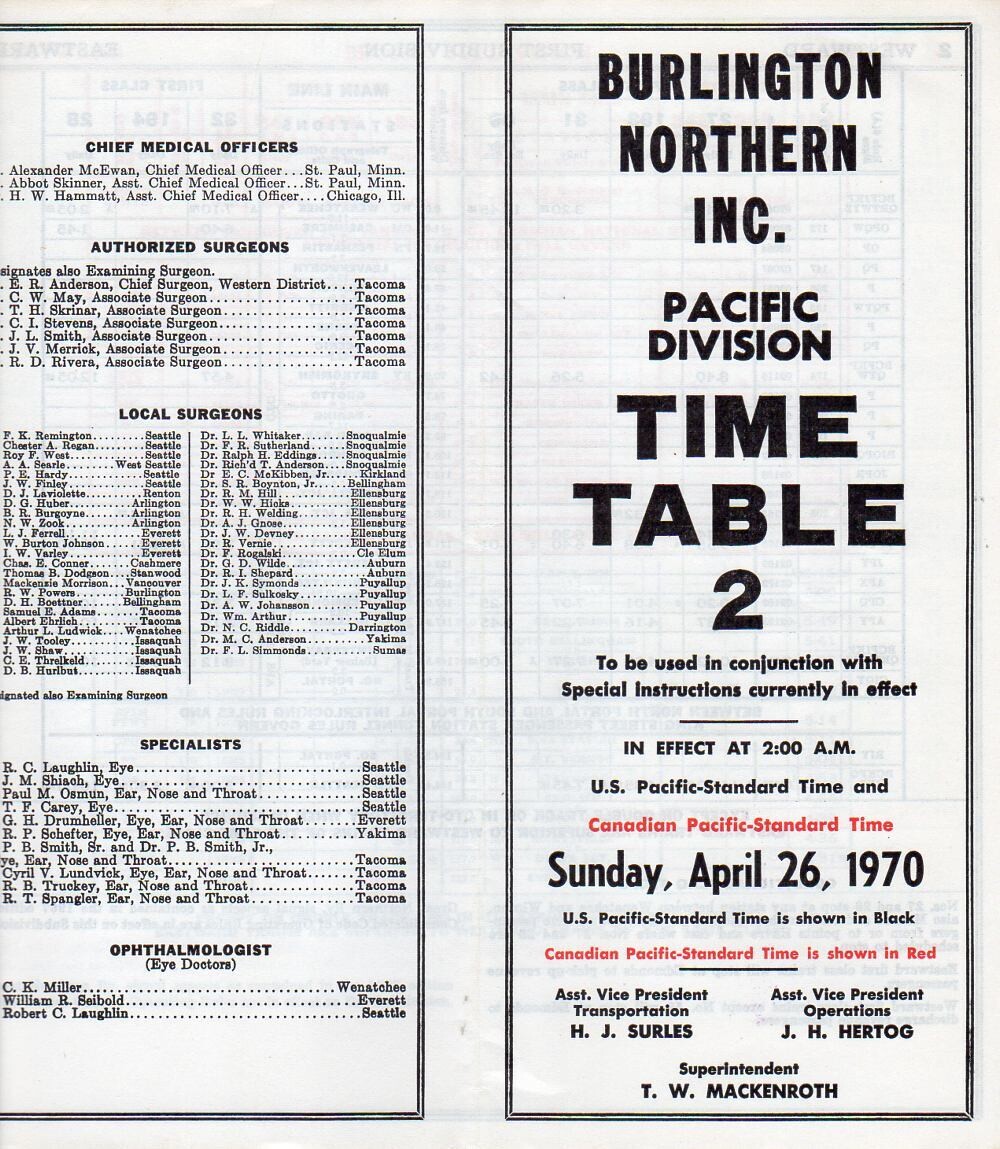 CHIEF MEDICAL OFFICERS
. Alexander McEwan, Chief Medical Officer...St. Paul, Minn.
. Abbot Skinner, Asst. Chief Medical Officer...St. Paul, Minn.
. H. W. Hammatt, Asst. Chief Medical Officer....Chicago, Ill.
AUTHORIZED SURGEONS
signates also Examining Surgeon.
. E. R. Anderson, Chief Surgeon, Western District....Tacoma
. C. W. May, Associate Surgeon....Tacoma
. T. H. Skrinar, Associate Surgeon....Tacoma
. C. I. Stevens, Associate Surgeon....Tacoma
. J. L. Smith, Associate Surgeon....Tacoma
. J. V. Merrick, Associate Surgeon....Tacoma
. R. D. Rivera, Associate Surgeon....Tacoma
LOCAL SURGEONS
F. K. Remington........Seattle
Chester A. Regan........Seattle
Roy F. West........Seattle
A. A. Searle........West Seattle
P. E. Hardy........Seattle
J. W. Finley........Seattle
D. J. Laviolette........Renton
D. G. Huber........Arlington
B. R. Burgoyne........Arlington
N. W. Zook........Arlington
L. J. Ferrell........Everett
W. Burton Johnson........Everett
I. W. Varley........Everett
Chas. E. Conner........Cashmere
Thomas B. Dodgson....Stanwood
Mackenzie Morrison...Vancouver
R. W. Powers........Burlington
D. H. Boettner........Bellingham
Samuel E. Adams........Tacoma
Albert Ehrlich........Tacoma
Arthur L. Ludwick....Wenatchee
J. W. Tooley........Issaquah
J. W. Shaw........Issaquah
C. E. Threlkeld........Issaquah
D. B. Hurlbut........Issaquah
Dr. L. L. Whitaker.......Snoqualmie
Dr. F. R. Sutherland....Snoqualmie
Dr. Ralph H. Eddings.....Snoqualmie
Dr. Rich'd T. Anderson....Snoqualmie
Dr E. C. McKibben, Jr.....Kirkland
Dr. S. R. Boynton, Jr.....Bellingham
Dr. R. M. Hill........Ellensburg
Dr. W. W. Hicks........Ellensburg
Dr. R. H. Welding........Ellensburg
Dr. A. J. Gnose........Ellensburg
Dr. J. W. Devney........Ellensburg
Dr. R. Vernie........Ellensburg
Dr. F. Rogalski........Cle Elum
Dr. G. D. Wilde........Auburn
Dr. R. I. Shepard........Auburn
Dr. J. K. Symonds........Puyallup
Dr. L. F. Sulkosky........Puyallup
Dr. A. W. Johansson........Puyallup
Dr. Wm. Arthur........Puyallup
Dr. N. C. Riddle........Darrington
Dr. M. C. Anderson........Yakima
Dr. F. L. Simmonds........Sumas
ignated also Examining Surgeon
SPECIALISTS
R. C. Laughlin, Eye........Seattle
J. M. Shiach, Eye........Seattle
Paul M. Osmun, Ear, Nose and Throat........Seattle
T. F. Carey, Eye........Seattle
G. H. Drumheller, Eye, Ear, Nose and Throat........Everett
R. P. Schefter, Eye, Ear, Nose and Throat........Yakima
P. B. Smith, Sr. and Dr. P. B. Smith, Jr.,
ye, Ear, Nose and Throat........Tacoma
Cyril V. Lundvick, Eye, Ear, Nose and Throat.......Tacoma
R. B. Truckey, Ear, Nose and Throat........Tacoma
R. T. Spangler, Ear, Nose and Throat........Tacoma
OPHTHALMOLOGIST
(Eye Doctors)
C. K. Miller........Wenatchee
William R. Seibold........Everett
Robert C. Laughlin........Seattle
BURLINGTON
NORTHERN
INC.
PACIFIC
DIVISION
TIME
TABLE
2
To be used in conjunction with
Special Instructions currently in effect
IN EFFECT AT 2:00 A.M.
U.S. Pacific-Standard Time and
Canadian Pacific-Standard Time
Sunday, April 26, 1970
U.S. Pacific-Standard Time is shown in Black
Canadian Pacific-Standard Time is shown in Red
Asst. Vice President
Transportation
H. J. SURLES
Asst. Vice President
Operations
J. H. HERTOG
Superintendent
T. W. MACKENROTH